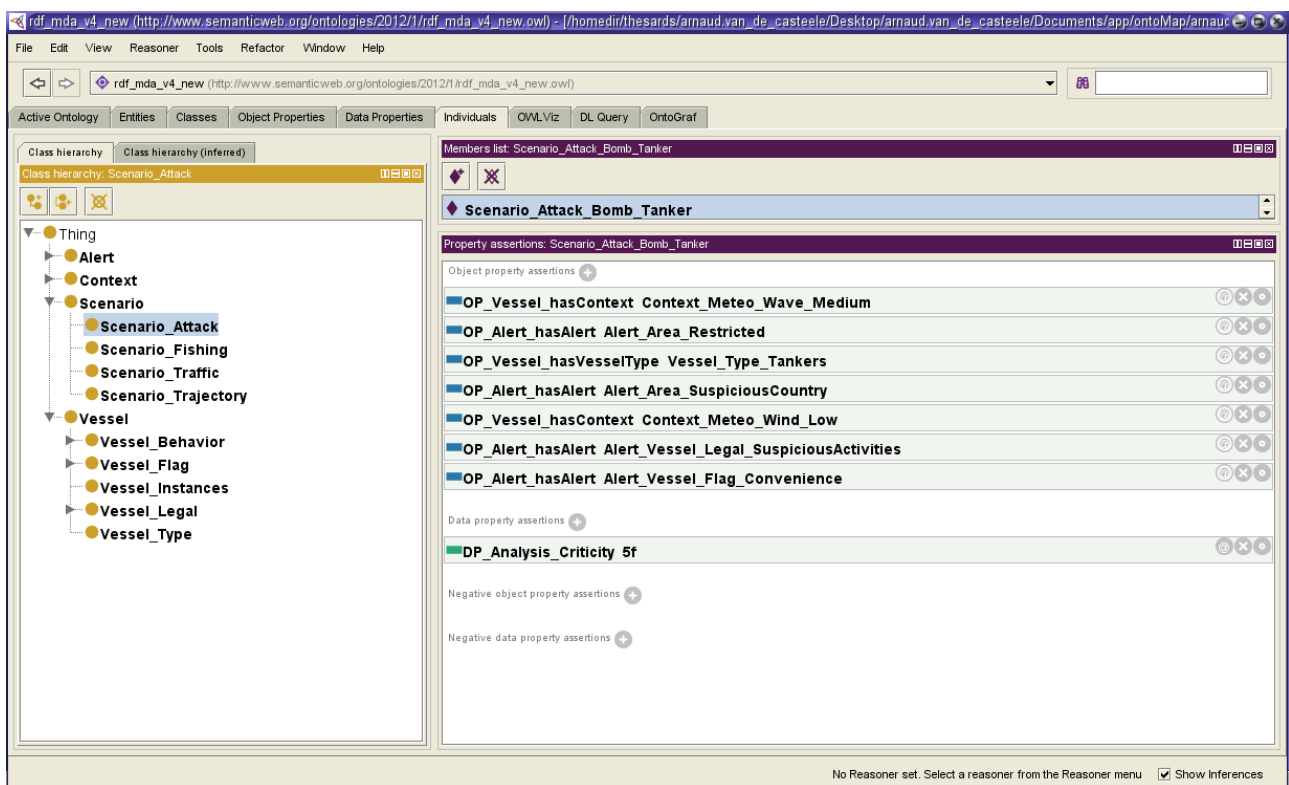 rdf_mda_v4_new (http://www.semanticweb.org/ontologies/2012/1/rdf_mda_v4_new.owl) - [/homedir/thesards/arnaud.van_de_casteele/Desktop/arnaud.van_de_casteele/Documents/app/ontoMap/arnauc
File Edit View Reasoner Tools Refactor Window Help
rdf_mda_v4_new (http://www.semanticweb.org/ontologies/2012/1/rdf_mda_v4_new.owl)
Active Ontology Entities Classes Object Properties Data Properties Individuals OWLViz DL Query OntoGraf
Class hierarchy Class hierarchy (inferred)
Class hierarchy: Scenario_Attack
Thing
Alert
Context
Scenario
Scenario_Attack
Scenario_Fishing
Scenario_Traffic
Scenario_Trajectory
Vessel
Vessel_Behavior
Vessel_Flag
Vessel_Instances
Vessel_Legal
Vessel_Type
Members list: Scenario_Attack_Bomb_Tanker
Scenario_Attack_Bomb_Tanker
Property assertions: Scenario_Attack_Bomb_Tanker
Object property assertions
OP_Vessel_hasContext Context_Meteo_Wave_Medium
OP_Alert_hasAlert Alert_Area_Restricted
OP_Vessel_hasVesselType Vessel_Type_Tankers
OP_Alert_hasAlert Alert_Area_SuspiciousCountry
OP_Vessel_hasContext Context_Meteo_Wind_Low
OP_Alert_hasAlert Alert_Vessel_Legal_SuspiciousActivities
OP_Alert_hasAlert Alert_Vessel_Flag_Convenience
Data property assertions
DP_Analysis_Criticity 5f
Negative object property assertions
Negative data property assertions
No Reasoner set. Select a reasoner from the Reasoner menu Show Inferences